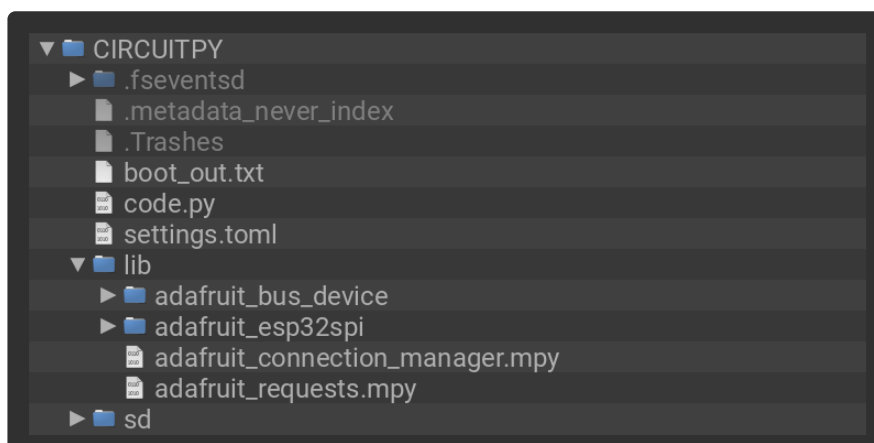 CIRCUITPY
.fseventsd
.metadata_never_index
.Trashes
boot_out.txt
code.py
settings.toml
lib
adafruit_bus_device
adafruit_esp32spi
adafruit_connection_manager.mpy
adafruit_requests.mpy
sd